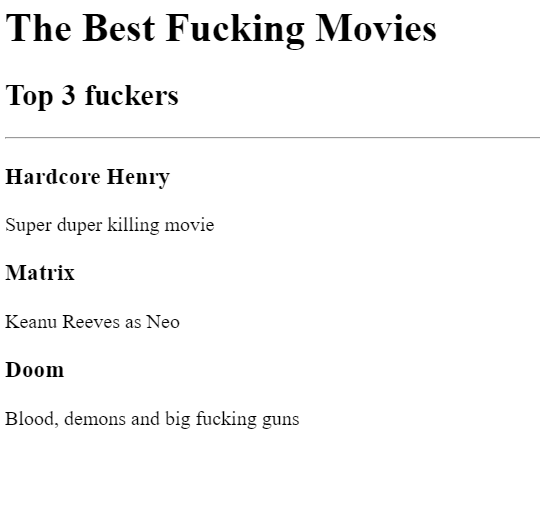 The Best Fucking Movies
Top 3 fuckers
Hardcore Henry
Super duper killing movie
Matrix
Keanu Reeves as Neo
Doom
Blood, demons and big fucking guns